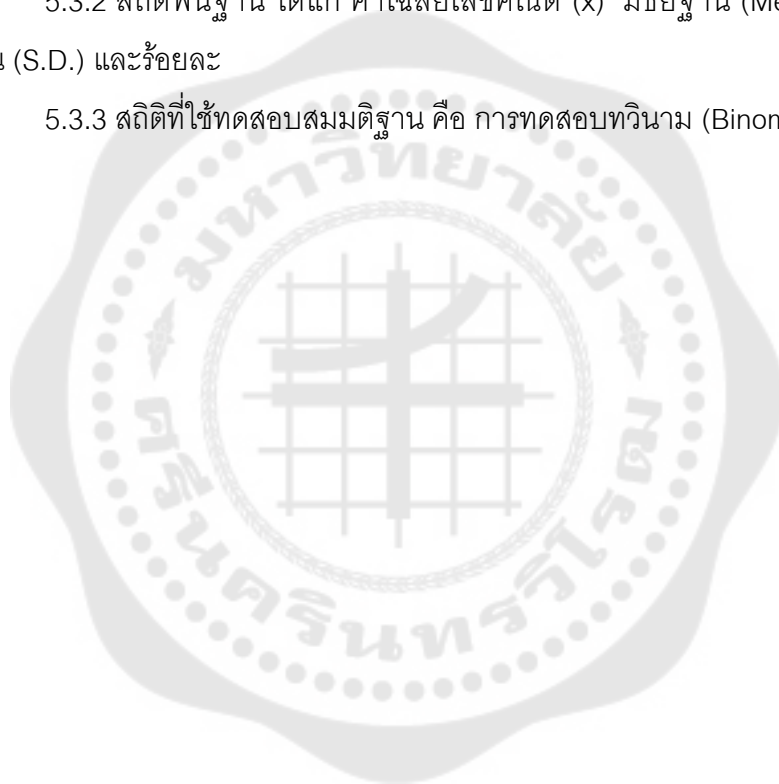 5.3.2 สถิติพื้นฐาน ได้แก่ ค่าเฉลี่ยเลขคณิต (x̄) มัธยฐาน
(S.D.) และร้อยละ
5.3.3 สถิติที่ใช้ทดสอบสมมติฐาน คือ การทดสอบทวินาม
มหาวิทยาลัย
ศรีนครินทรวิโรฒ